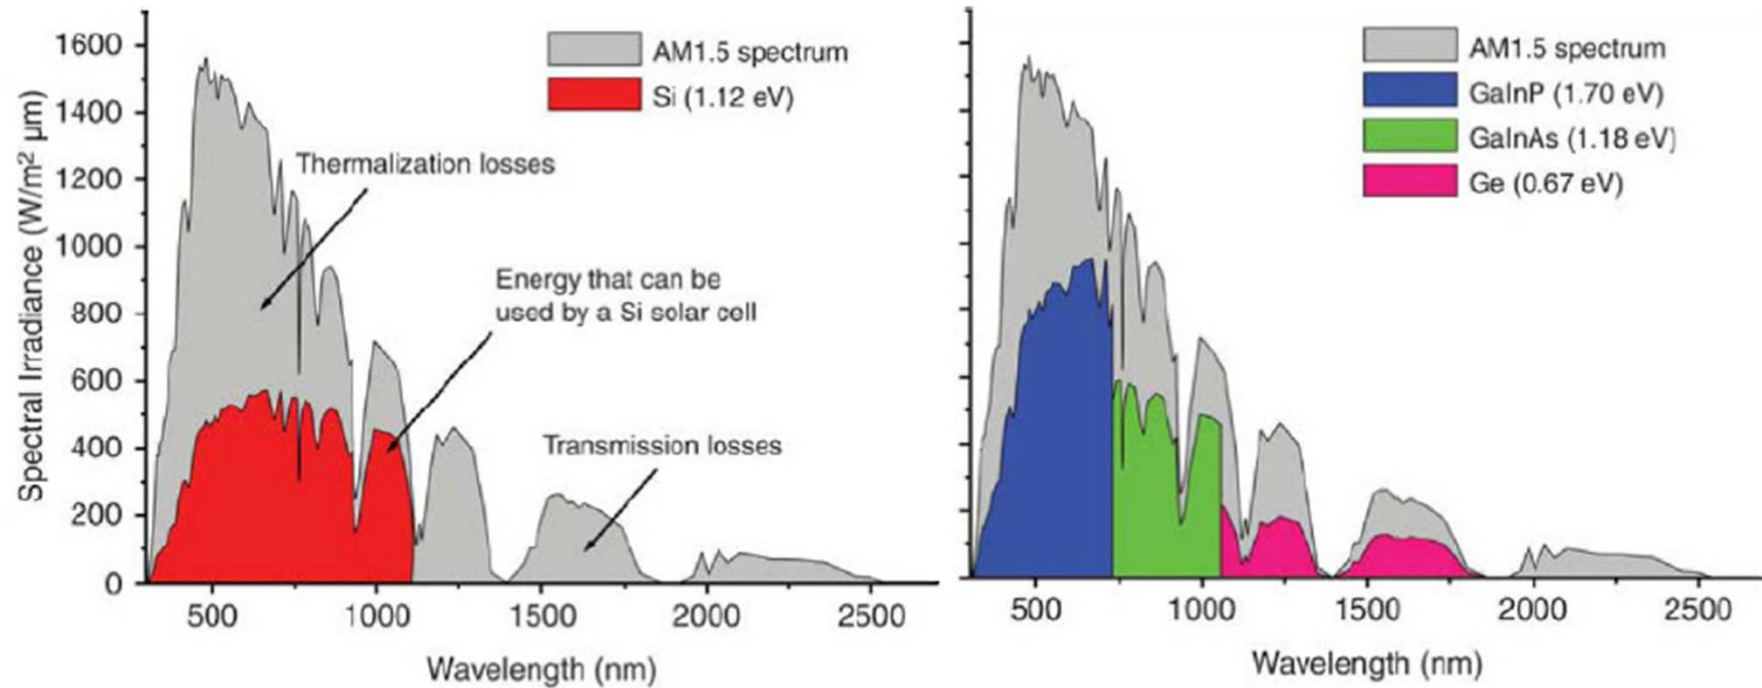 Spectral Irradiance (W/m² μm)
1600
1400
1200
1000
800
600
400
200
0
AM1.5 spectrum
Si (1.12 eV)
Thermalization losses
Energy that can be
used by a Si solar cell
Transmission losses
500
1000
1500
2000
2500
Wavelength (nm)
AM1.5 spectrum
GaInP (1.70 eV)
GaInAs (1.18 eV)
Ge (0.67 eV)
500
1000
1500
2000
2500
Wavelength (nm)